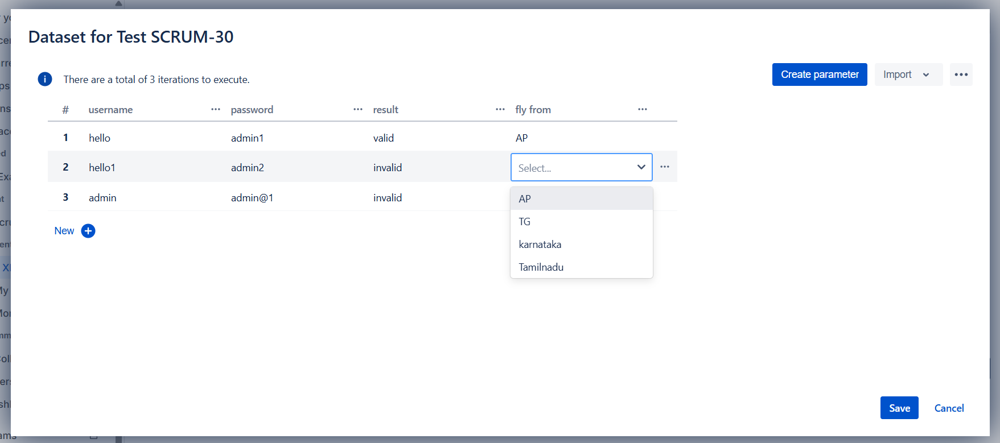 Dataset for Test SCRUM-30
There are a total of 3 iterations to execute.
Create parameter
Import
# username password result fly from
1 hello admin1 valid AP
2 hello1 admin2 invalid Select...
3 admin admin@1 invalid
AP
TG
karnataka
Tamilnadu
New
Save
Cancel